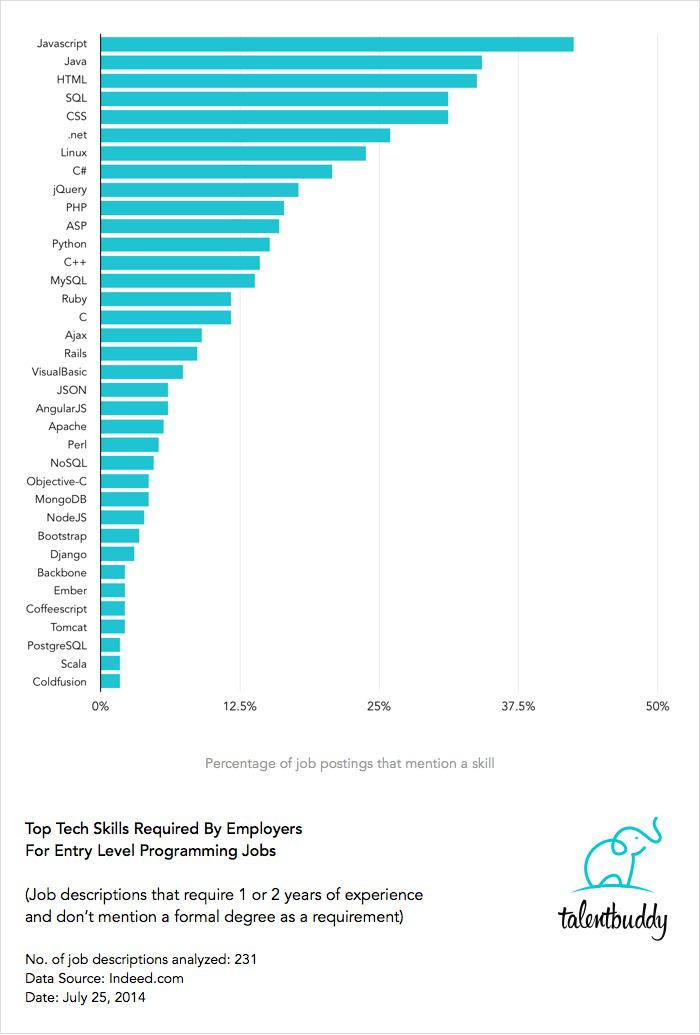 Javascript
Java
HTML
SQL
CSS
.net
Linux
C#
jQuery
PHP
ASP
Python
C++
MySQL
Ruby
C
Ajax
Rails
VisualBasic
JSON
AngularJS
Apache
Perl
NoSQL
Objective-C
MongoDB
NodeJS
Bootstrap
Django
Backbone
Ember
Coffeescript
Tomcat
PostgreSQL
Scala
Coldfusion
0% 12.5% 25% 37.5% 50%
Percentage of job postings that mention a skill
Top Tech Skills Required By Employers
For Entry Level Programming Jobs
(Job descriptions that require 1 or 2 years of experience
and don’t mention a formal degree as a requirement)
talentbuddy
No. of job descriptions analyzed: 231
Data Source: Indeed.com
Date: July 25, 2014